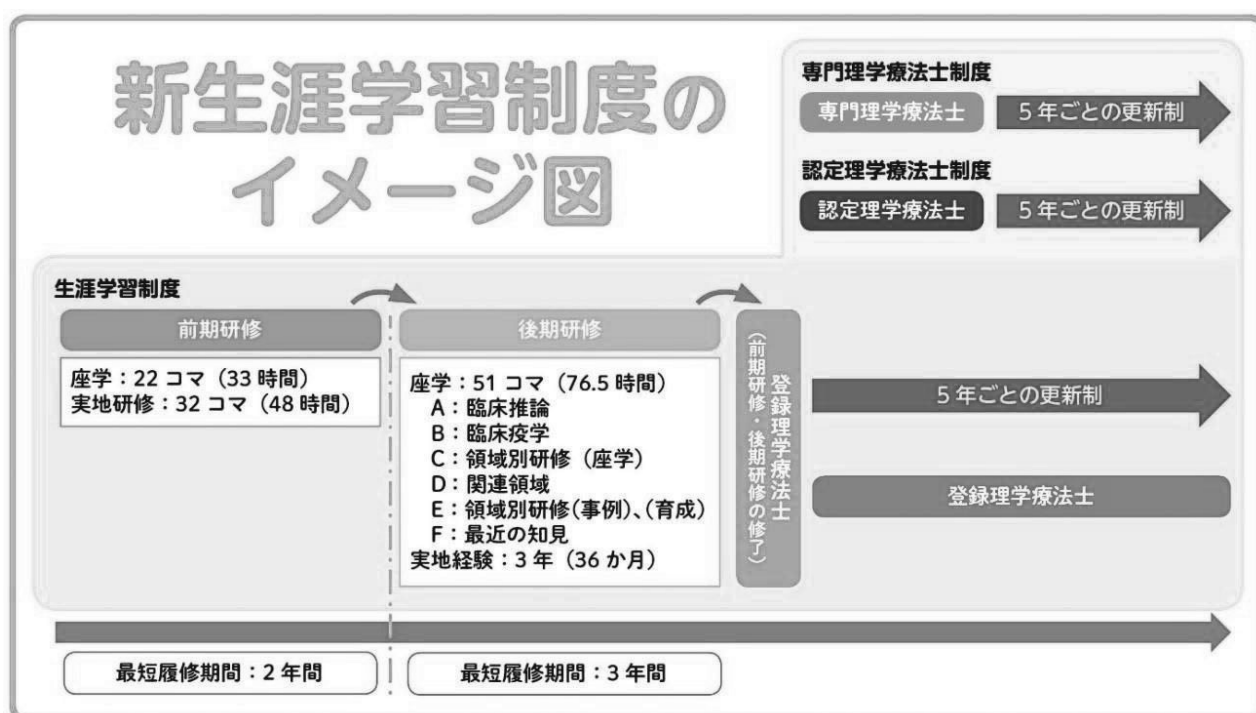 新生涯学習制度の
イメージ図
専門理学療法士制度
専門理学療法士
5年ごとの更新制
認定理学療法士制度
認定理学療法士
5年ごとの更新制
生涯学習制度
前期研修
座学：22コマ（33時間）
実地研修：32コマ（48時間）
後期研修
座学：51コマ（76.5時間）
A：臨床推論
B：臨床疫学
C：領域別研修（座学）
D：関連領域
E：領域別研修（事例）、（育成）
F：最近の知見
実地経験：3年（36か月）
登録理学療法士
（前期研修・後期研修の修了）
5年ごとの更新制
登録理学療法士
最短履修期間：2年間
最短履修期間：3年間